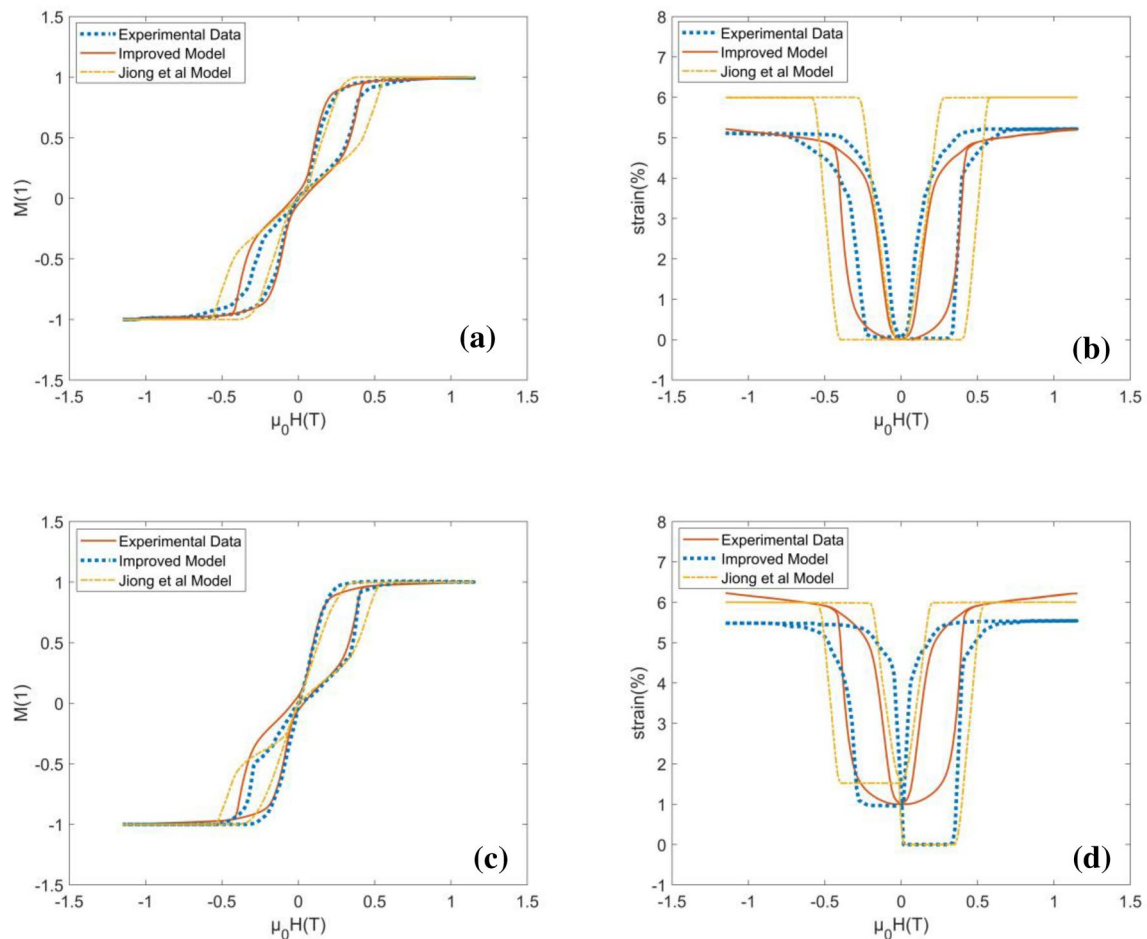 1.5
1
0.5
0
-0.5
-1
-1.5
M(1)
Experimental Data
Improved Model
Jiong et al Model
(a)
-1.5 -1 -0.5 0 0.5 1 1.5
μ0H(T)
8
7
6
5
4
3
2
1
0
-1
strain(%)
Experimental Data
Improved Model
Jiong et al Model
(b)
-1.5 -1 -0.5 0 0.5 1 1.5
μ0H(T)
1.5
1
0.5
0
-0.5
-1
-1.5
M(1)
Experimental Data
Improved Model
Jiong et al Model
(c)
-1.5 -1 -0.5 0 0.5 1 1.5
μ0H(T)
8
7
6
5
4
3
2
1
0
-1
strain(%)
Experimental Data
Improved Model
Jiong et al Model
(d)
-1.5 -1 -0.5 0 0.5 1 1.5
μ0H(T)